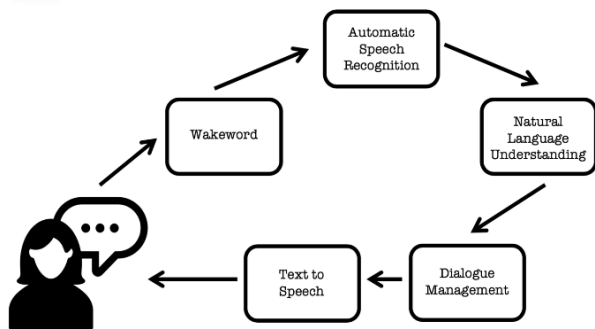 Automatic
Speech
Recognition
Wakeword
Natural
Language
Understanding
Dialogue
Management
Text to
Speech